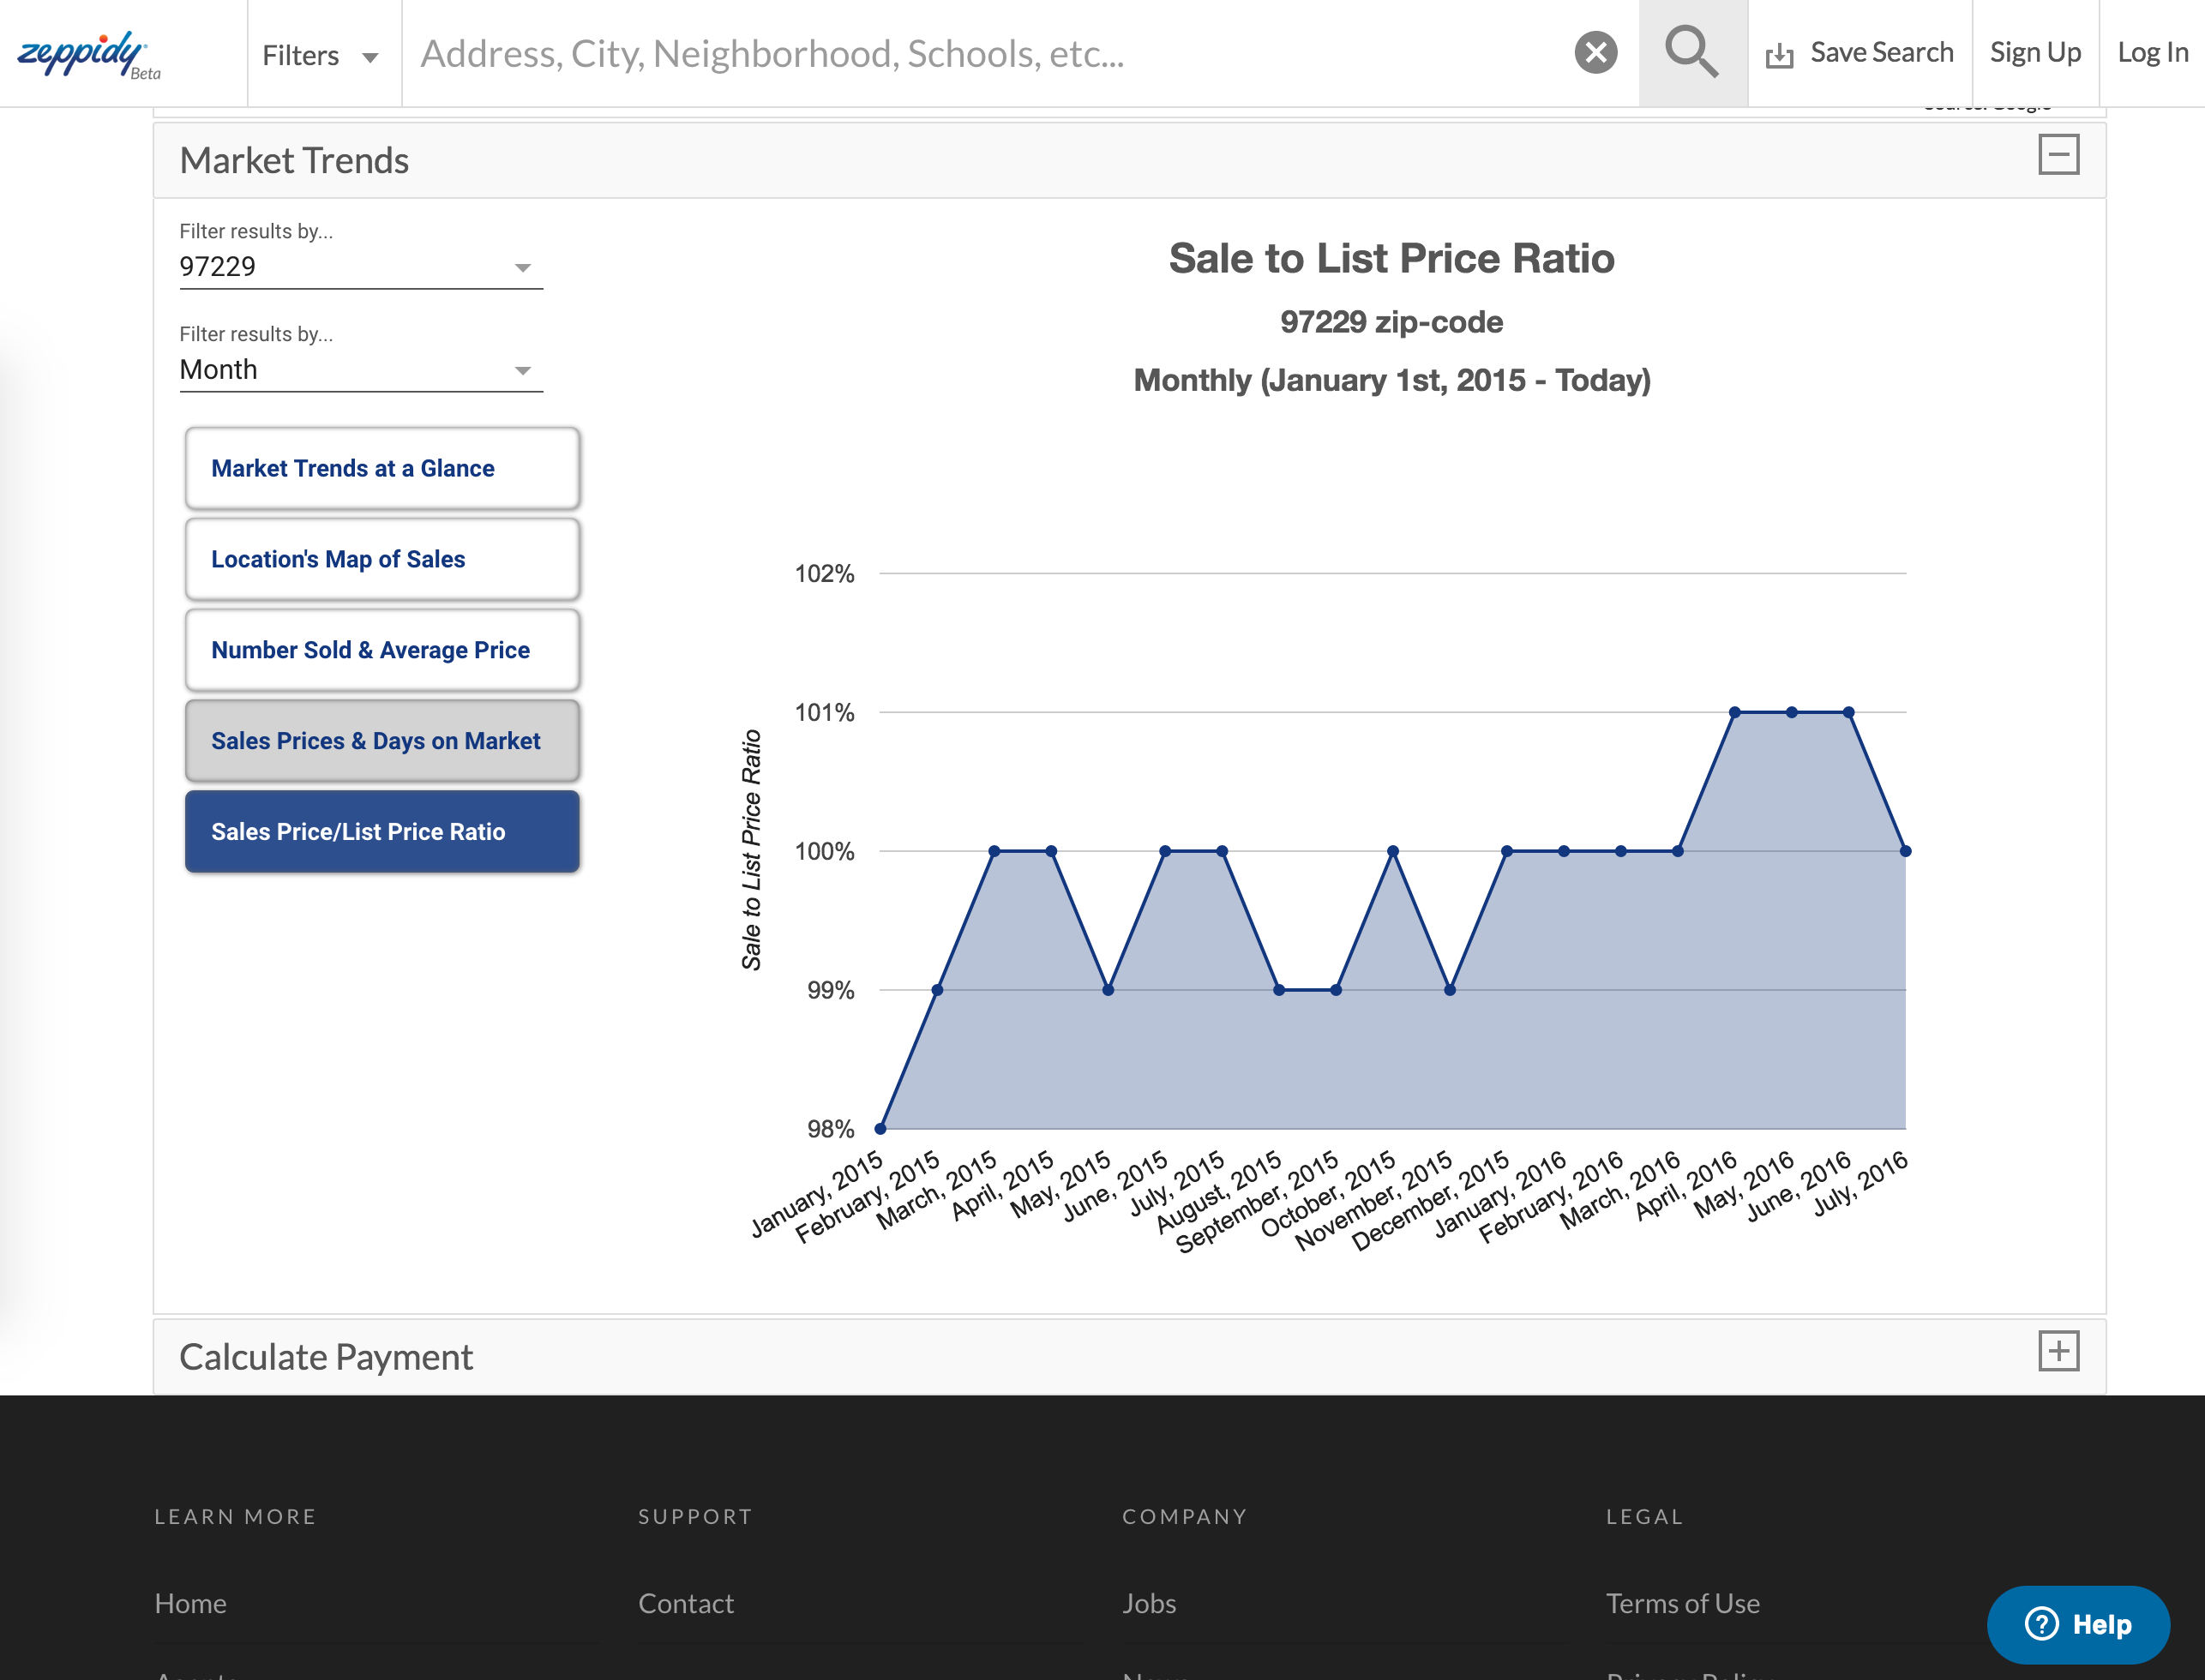 zeppidy Beta
Filters
Address, City, Neighborhood, Schools, etc...
Save Search
Sign Up
Log In
Market Trends
Filter results by...
97229
Filter results by...
Month
Market Trends at a Glance
Location's Map of Sales
Number Sold & Average Price
Sales Prices & Days on Market
Sales Price/List Price Ratio
Sale to List Price Ratio
97229 zip-code
Monthly (January 1st, 2015 - Today)
Sale to List Price Ratio
102%
101%
100%
99%
98%
January, 2015
February, 2015
March, 2015
April, 2015
May, 2015
June, 2015
July, 2015
August, 2015
September, 2015
October, 2015
November, 2015
December, 2015
January, 2016
February, 2016
March, 2016
April, 2016
May, 2016
June, 2016
July, 2016
Calculate Payment
LEARN MORE
SUPPORT
COMPANY
LEGAL
Home
Contact
Jobs
Terms of Use
Help